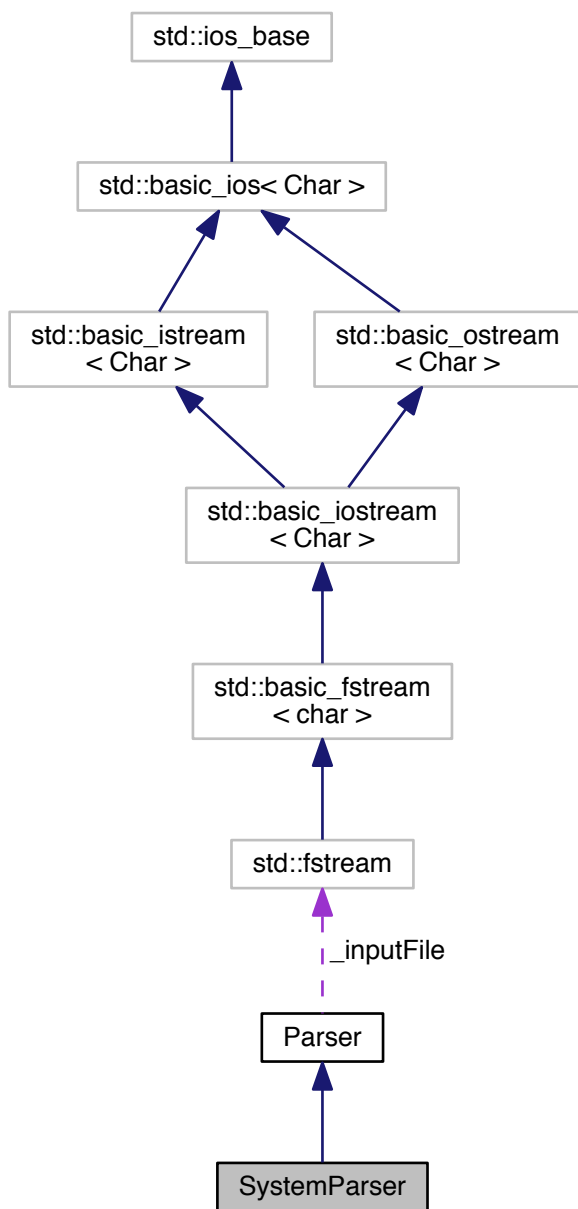 std::ios_base
std::basic_ios< Char >
std::basic_istream
< Char >
std::basic_ostream
< Char >
std::basic_iostream
< Char >
std::basic_fstream
< char >
std::fstream
_inputFile
Parser
SystemParser